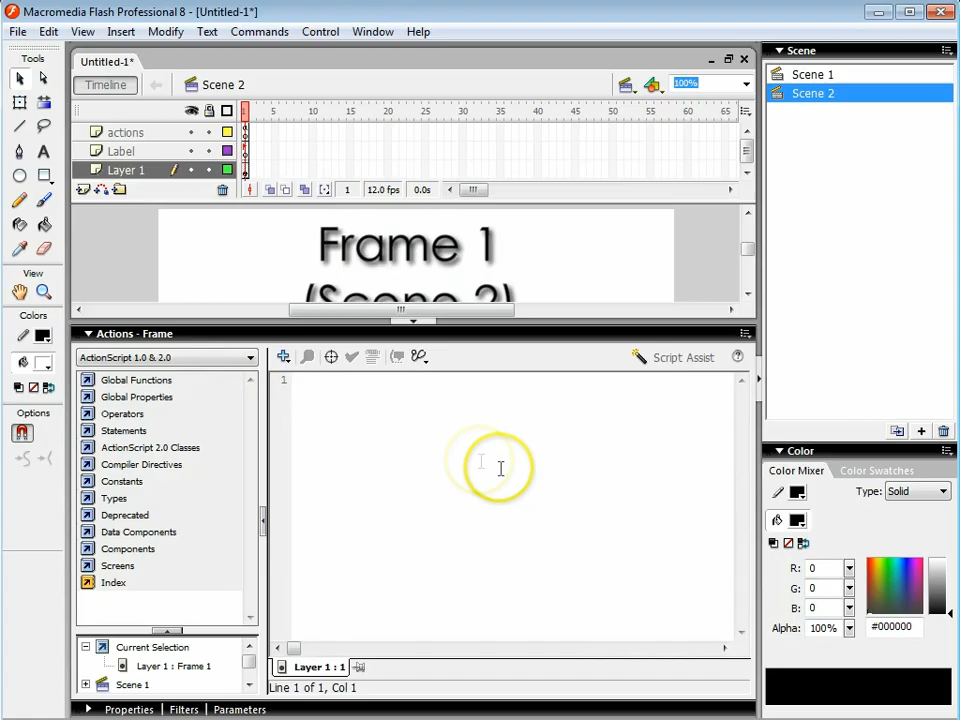 Macromedia Flash Professional 8 - [Untitled-1*]
File Edit View Insert Modify Text Commands Control Window Help
Tools
View
Colors
Options
Untitled-1*
Timeline
Scene 2
100%
1 5 10 15 20 25 30 35 40 45 50 55 60 65
actions
Label
Layer 1
1 12.0 fps 0.0s
Frame 1
(Scene 2)
Actions - Frame
ActionScript 1.0 & 2.0
Global Functions
Global Properties
Operators
Statements
ActionScript 2.0 Classes
Compiler Directives
Constants
Types
Deprecated
Data Components
Components
Screens
Index
Current Selection
Layer 1 : Frame 1
Scene 1
Script Assist
1
Layer 1 : 1
Line 1 of 1, Col 1
Properties Filters Parameters
Scene
Scene 1
Scene 2
Color
Color Mixer Color Swatches
Type: Solid
R: 0
G: 0
B: 0
Alpha: 100% #000000